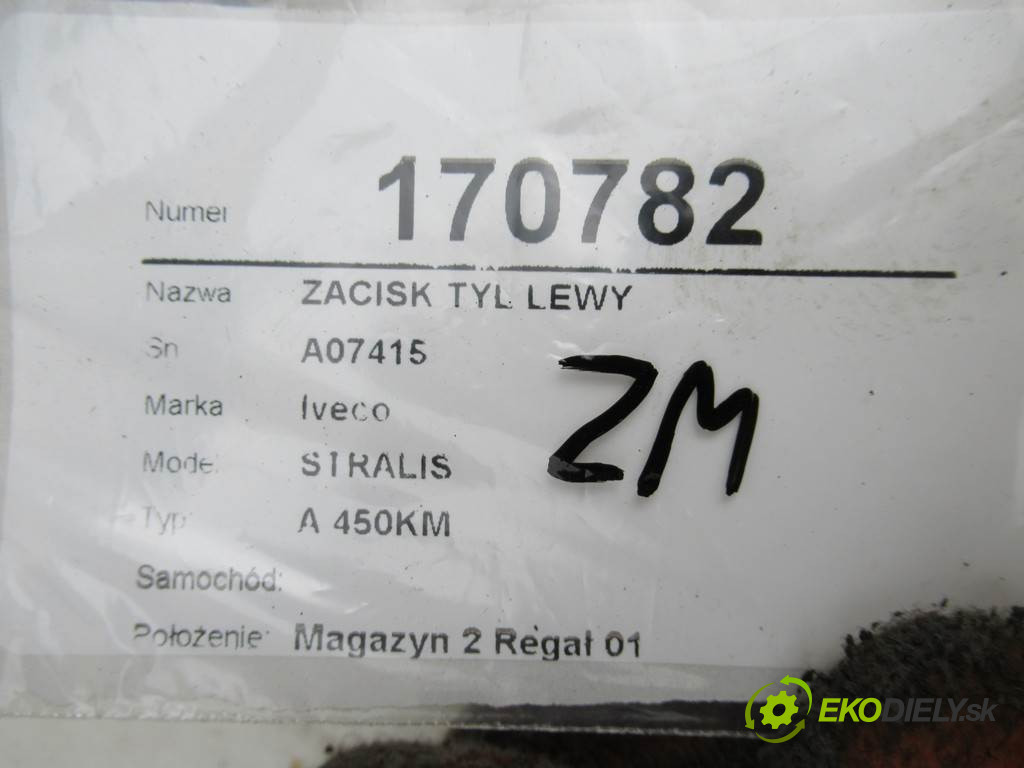 Numer 170782
Nazwa ZACISK TYL LEWY
Sn A07415
Marka Iveco
Model STRALIS
Typ A 450KM
Samochód:
Położenie: Magazyn 2 Regał 01
ZM
EKODIELY.sk